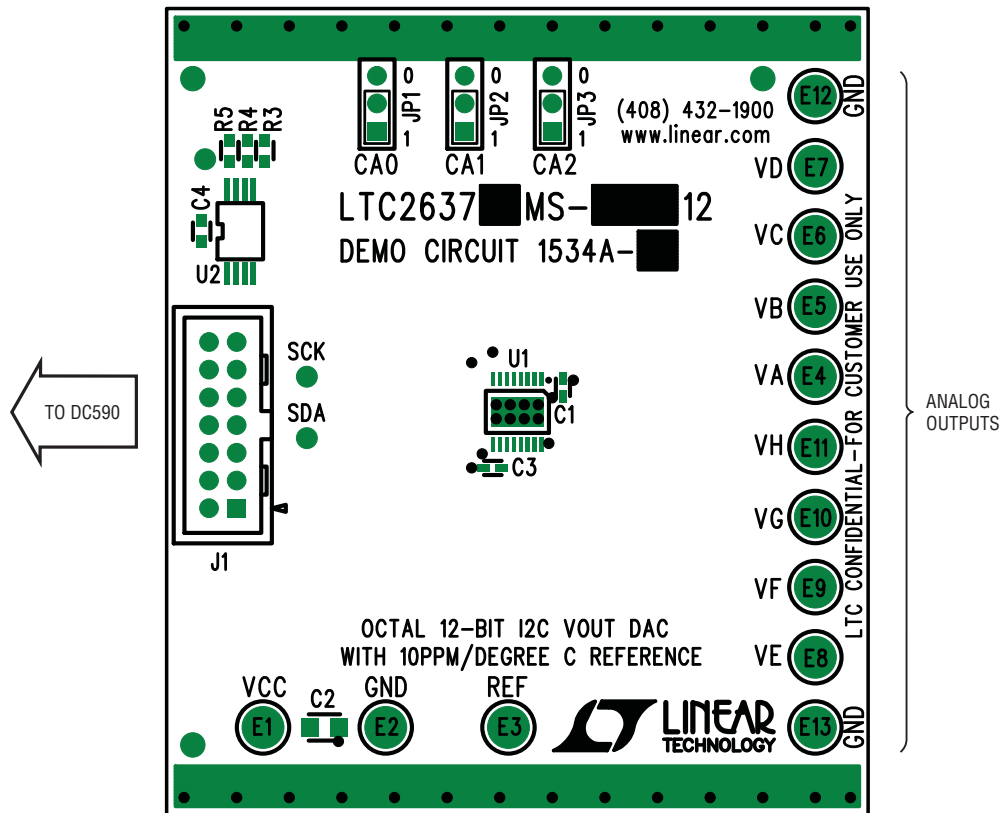 0
JP1
1
CA0
0
JP2
1
CA1
0
JP3
1
CA2
(408) 432-1900
www.linear.com
E12
GND
R5
R4
R3
C4
U2
LTC2637 MS- 12
DEMO CIRCUIT 1534A-
VD
E7
VC
E6
VB
E5
VA
E4
VH
E11
VG
E10
VF
E9
VE
E8
LTC CONFIDENTIAL-FOR CUSTOMER USE ONLY
ANALOG
OUTPUTS
TO DC590
SCK
SDA
J1
U1
C1
C3
OCTAL 12-BIT I2C VOUT DAC
WITH 10PPM/DEGREE C REFERENCE
VCC
E1
C2
GND
E2
REF
E3
LINEAR
TECHNOLOGY
E13
GND